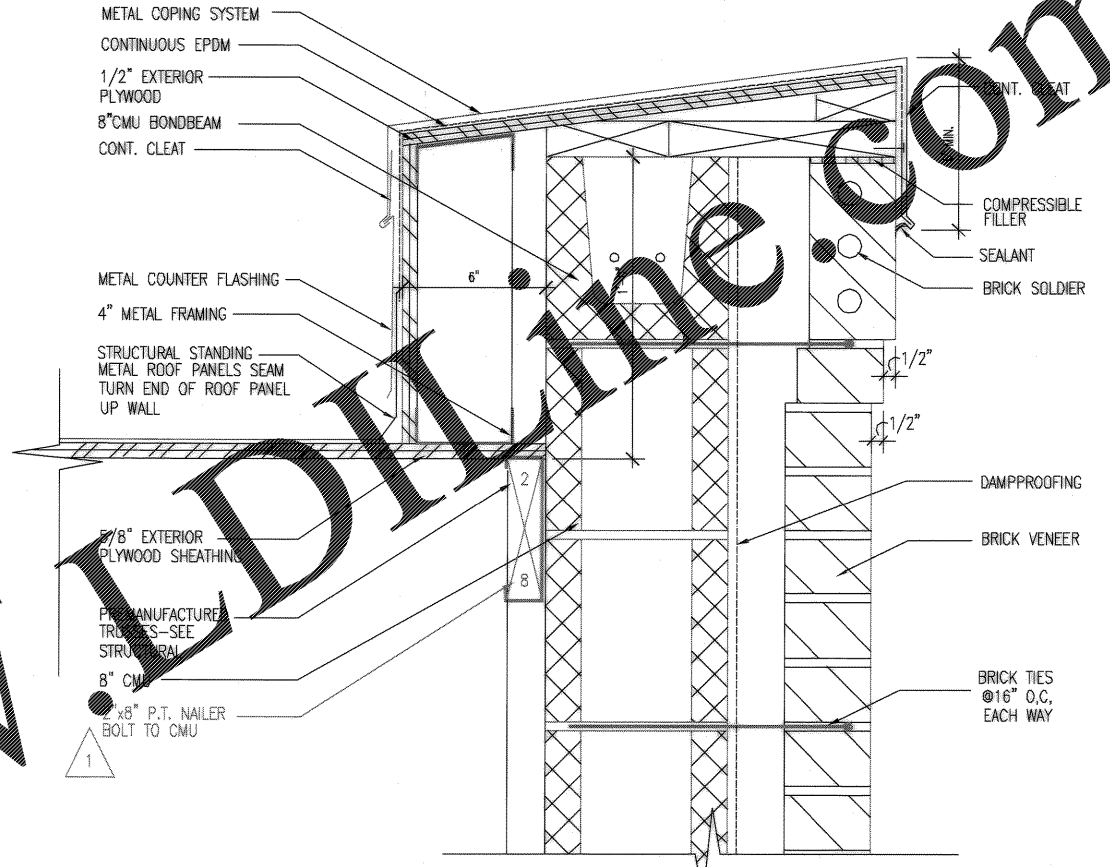 METAL COPING SYSTEM
CONTINUOUS EPDM
1/2" EXTERIOR
PLYWOOD
8"CMU BONDBEAM
CONT. CLEAT
METAL COUNTER FLASHING
4" METAL FRAMING
STRUCTURAL STANDING
METAL ROOF PANELS SEAM
TURN END OF ROOF PANEL
UP WALL
5/8" EXTERIOR
PLYWOOD SHEATHING
PREMANUFACTURED
TRUSSES-SEE
STRUCTURAL
8" CMU
2"x8" P.T. NAILER
BOLT TO CMU
1
6"
2
8
CONT. CLEAT
MIN.
COMPRESSIBLE
FILLER
SEALANT
BRICK SOLDIER
1/2"
1/2"
DAMPPROOFING
BRICK VENEER
BRICK TIES
@16" O,C,
EACH WAY
.LDILine.com